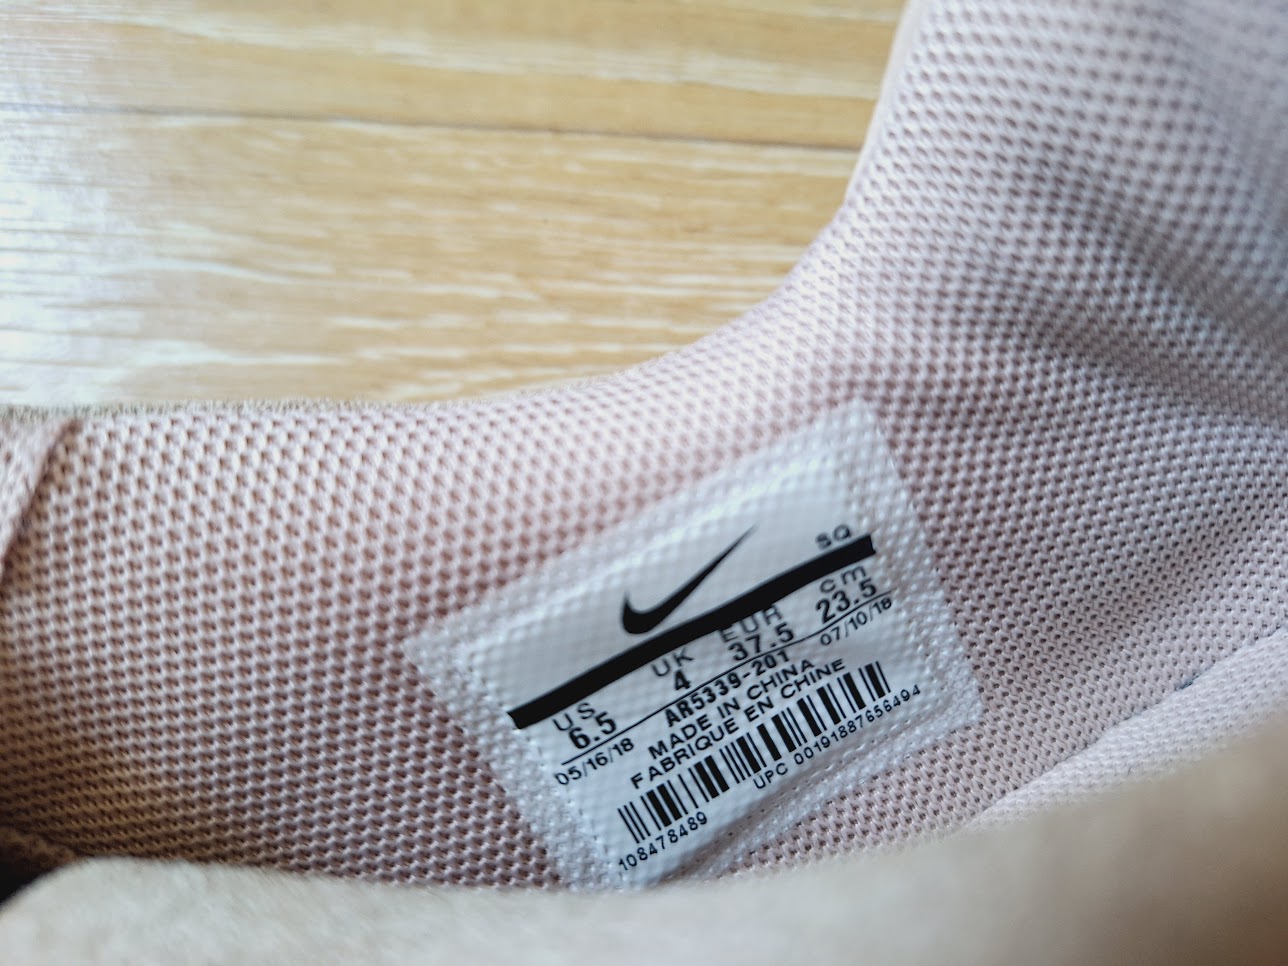 SQ
US UK EUR cm
6.5 4 37.5 23.5
05/16/18 AR5339-201 07/10/18
MADE IN CHINA
FABRIQUE EN CHINE
108478489 UPC 00191887656494